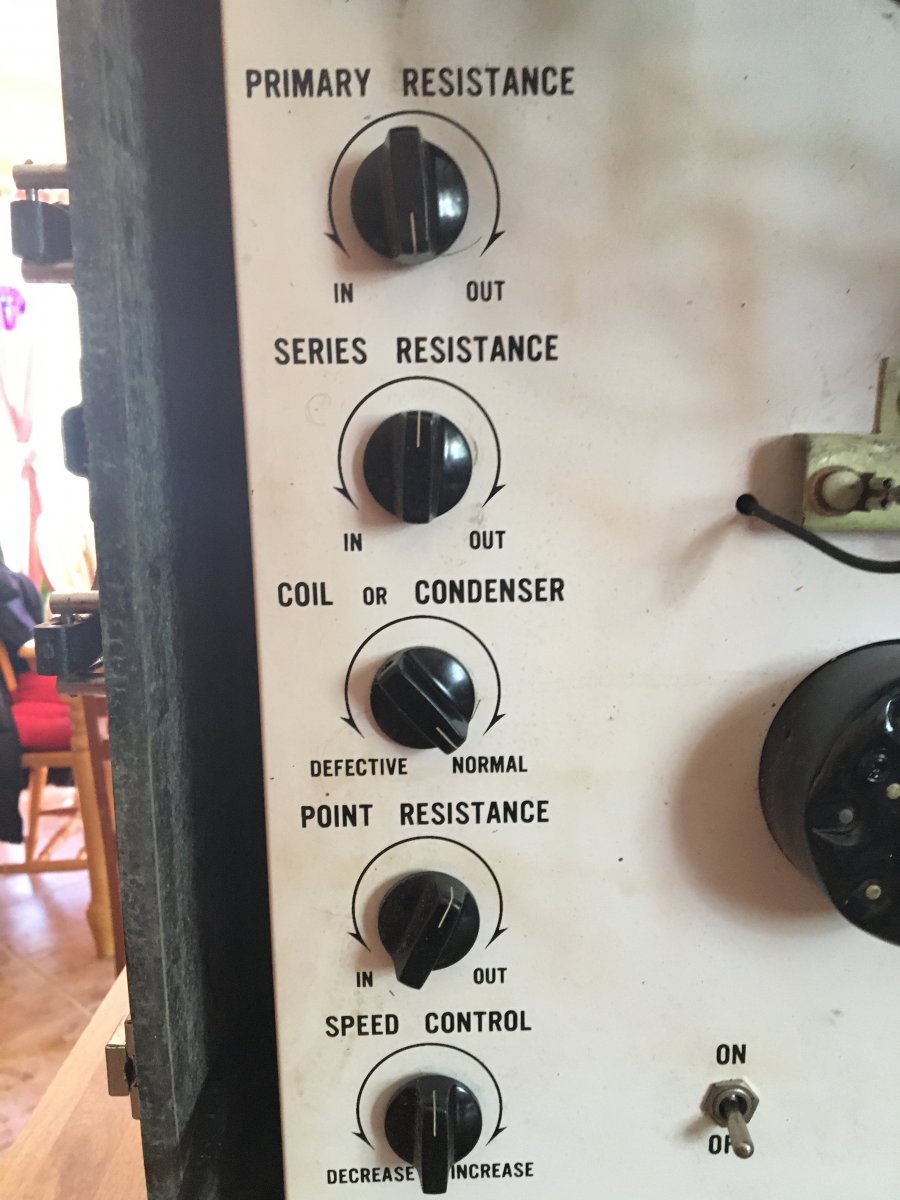 PRIMARY RESISTANCE
IN OUT
SERIES RESISTANCE
IN OUT
COIL OR CONDENSER
DEFECTIVE NORMAL
POINT RESISTANCE
IN OUT
SPEED CONTROL
DECREASE INCREASE
ON